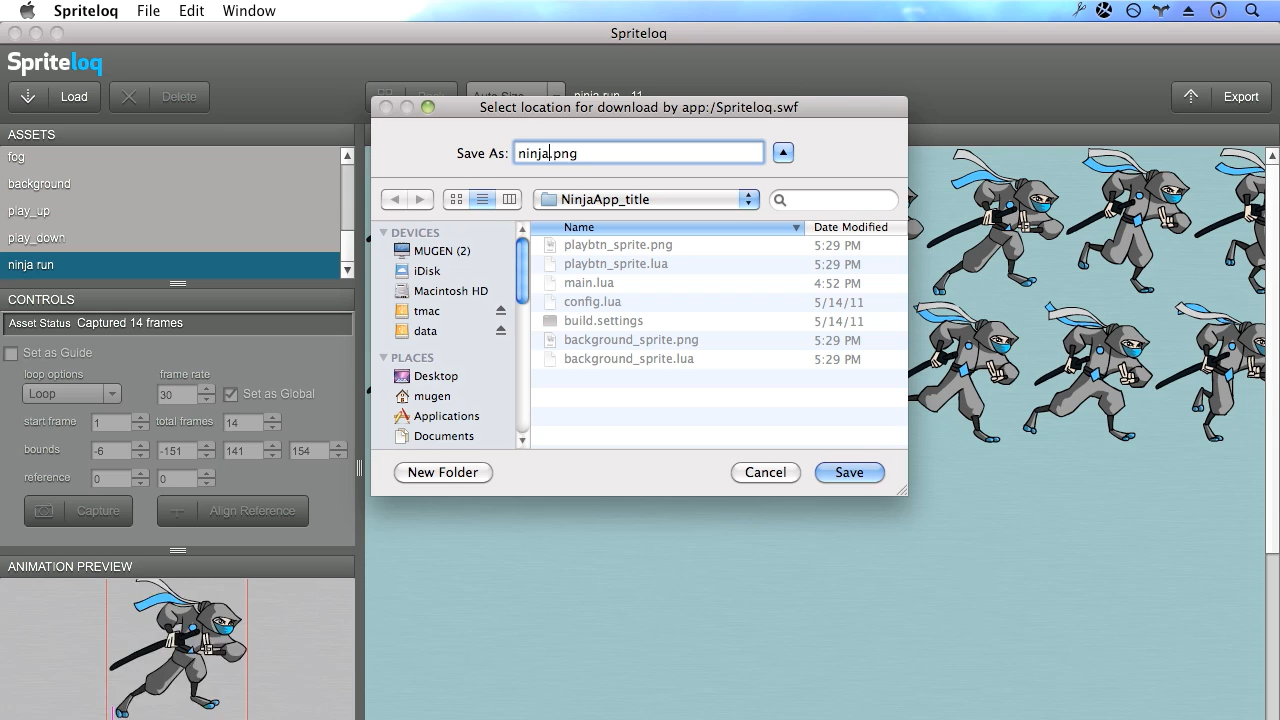 Spriteloq File Edit Window
Spriteloq
Spriteloq
Load
Delete
ninja run 11
Export
ASSETS
fog
background
play_up
play_down
ninja run
CONTROLS
Asset Status Captured 14 frames
Set as Guide
loop options frame rate
Loop 30 Set as Global
start frame 1 total frames 14
bounds -6 -151 141 154
reference 0 0
Capture Align Reference
ANIMATION PREVIEW
Select location for download by app:/Spriteloq.swf
Save As: ninja.png
NinjaApp_title
DEVICES
MUGEN (2)
iDisk
Macintosh HD
tmac
data
PLACES
Desktop
mugen
Applications
Documents
Name Date Modified
playbtn_sprite.png 5:29 PM
playbtn_sprite.lua 5:29 PM
main.lua 4:52 PM
config.lua 5/14/11
build.settings 5/14/11
background_sprite.png 5:29 PM
background_sprite.lua 5:29 PM
New Folder Cancel Save